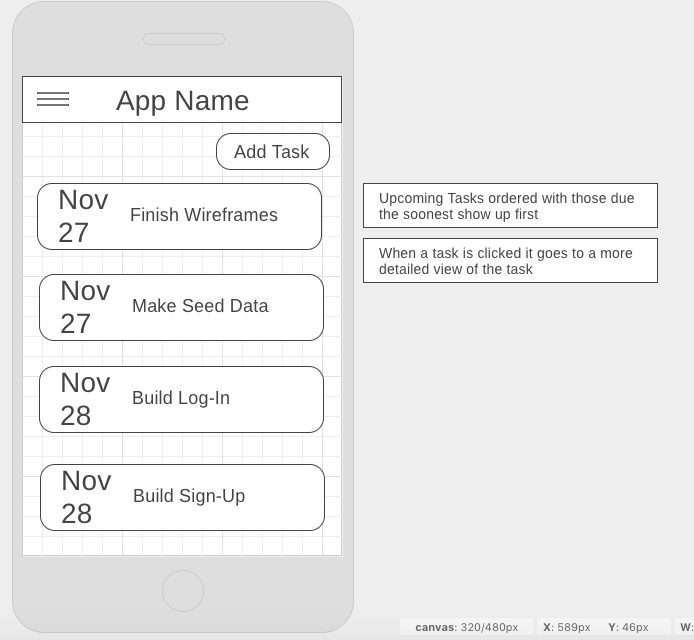 App Name
Add Task
Nov
27
Finish Wireframes
Nov
27
Make Seed Data
Nov
28
Build Log-In
Nov
28
Build Sign-Up
Upcoming Tasks ordered with those due
the soonest show up first
When a task is clicked it goes to a more
detailed view of the task
canvas: 320/480px X: 589px Y: 46px W: